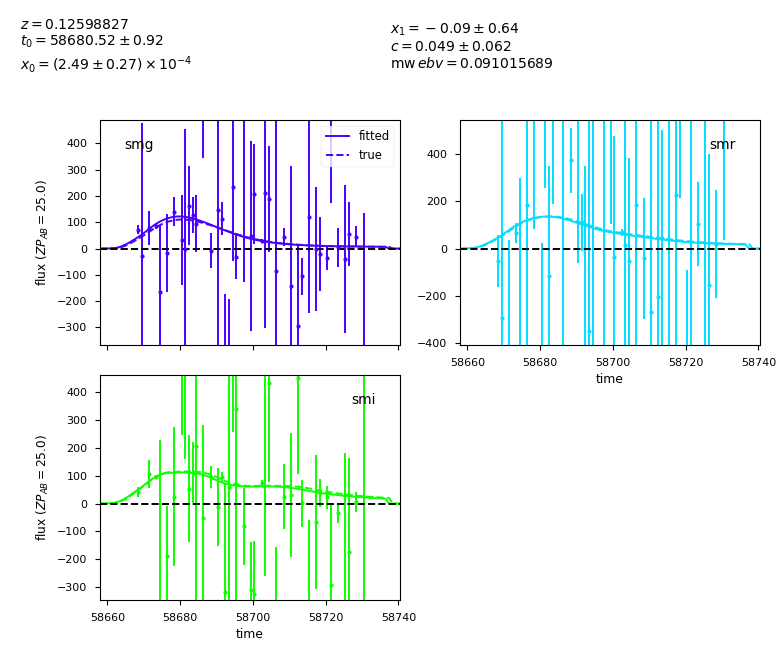 z = 0.12598827
t₀ = 58680.52 ± 0.92
x₀ = (2.49 ± 0.27) × 10⁻⁴
x₁ = −0.09 ± 0.64
c = 0.049 ± 0.062
mwebv = 0.091015689
smg
fitted
true
400
300
200
100
0
−100
−200
−300
flux (ZP_AB = 25.0)
smr
400
200
0
−200
−400
58660 58680 58700 58720 58740
time
smi
400
300
200
100
0
−100
−200
−300
flux (ZP_AB = 25.0)
58660 58680 58700 58720 58740
time